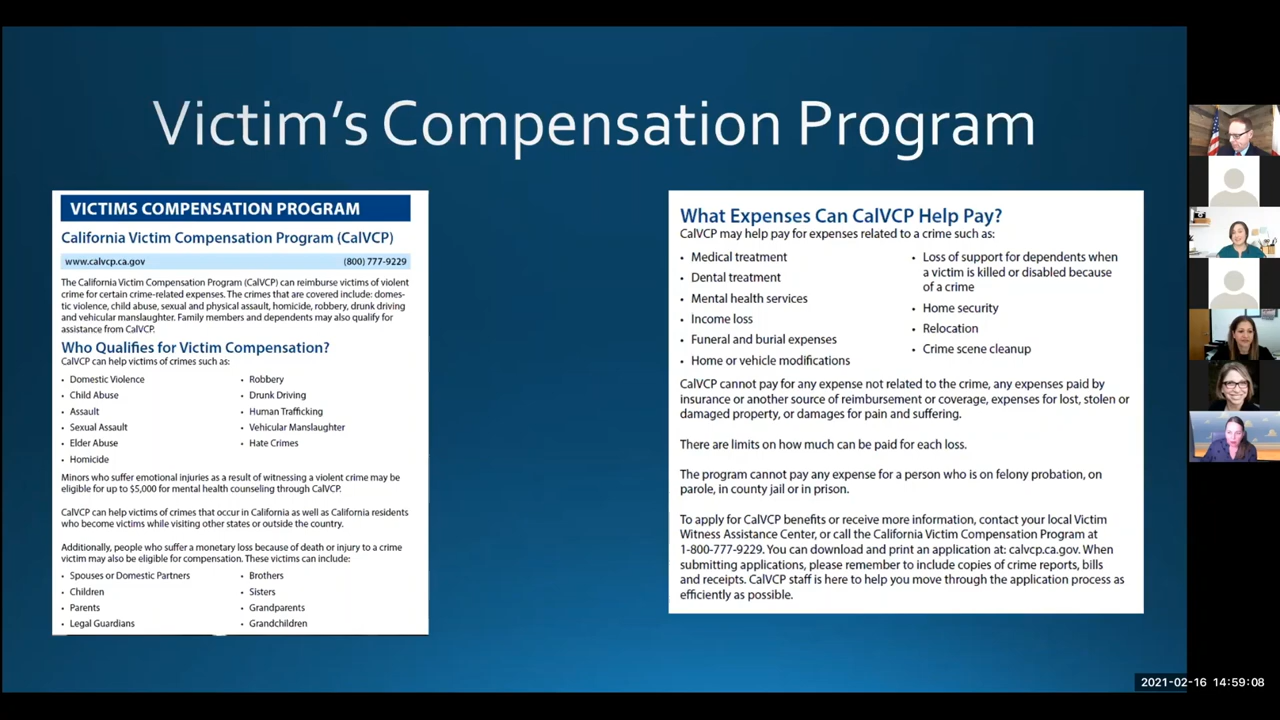 Victim's Compensation Program
VICTIMS COMPENSATION PROGRAM
California Victim Compensation Program (CalVCP)
www.calvcp.ca.gov (800) 777-9229
The California Victim Compensation Program (CalVCP) can reimburse victims of violent
crime for certain crime-related expenses. The crimes that are covered include: domes-
tic violence, child abuse, sexual and physical assault, homicide, robbery, drunk driving
and vehicular manslaughter. Family members and dependents may also qualify for
assistance from CalVCP.
Who Qualifies for Victim Compensation?
CalVCP can help victims of crimes such as:
• Domestic Violence
• Child Abuse
• Assault
• Sexual Assault
• Elder Abuse
• Homicide
• Robbery
• Drunk Driving
• Human Trafficking
• Vehicular Manslaughter
• Hate Crimes
Minors who suffer emotional injuries as a result of witnessing a violent crime may be
eligible for up to $5,000 for mental health counseling through CalVCP.
CalVCP can help victims of crimes that occur in California as well as California residents
who become victims while visiting other states or outside the country.
Additionally, people who suffer a monetary loss because of death or injury to a crime
victim may also be eligible for compensation. These victims can include:
• Spouses or Domestic Partners
• Children
• Parents
• Legal Guardians
• Brothers
• Sisters
• Grandparents
• Grandchildren
What Expenses Can CalVCP Help Pay?
CalVCP may help pay for expenses related to a crime such as:
• Medical treatment
• Dental treatment
• Mental health services
• Income loss
• Funeral and burial expenses
• Home or vehicle modifications
• Loss of support for dependents when
a victim is killed or disabled because
of a crime
• Home security
• Relocation
• Crime scene cleanup
CalVCP cannot pay for any expense not related to the crime, any expenses paid by
insurance or another source of reimbursement or coverage, expenses for lost, stolen or
damaged property, or damages for pain and suffering.
There are limits on how much can be paid for each loss.
The program cannot pay any expense for a person who is on felony probation, on
parole, in county jail or in prison.
To apply for CalVCP benefits or receive more information, contact your local Victim
Witness Assistance Center, or call the California Victim Compensation Program at
1-800-777-9229. You can download and print an application at: calvcp.ca.gov. When
submitting applications, please remember to include copies of crime reports, bills
and receipts. CalVCP staff is here to help you move through the application process as
efficiently as possible.
2021-02-16 14:59:08